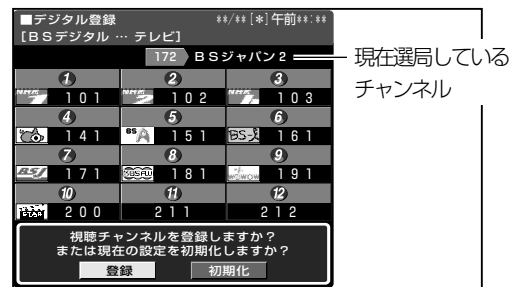 ■デジタル登録 **/** [*] 午前**:**
[BSデジタル … テレビ]
172 BSジャパン2
現在選局している
チャンネル
1 2 3
101 102 103
4 5 6
141 151 161
7 8 9
171 181 191
10 11 12
200 211 212
視聴チャンネルを登録しますか?
または現在の設定を初期化しますか?
登録 初期化